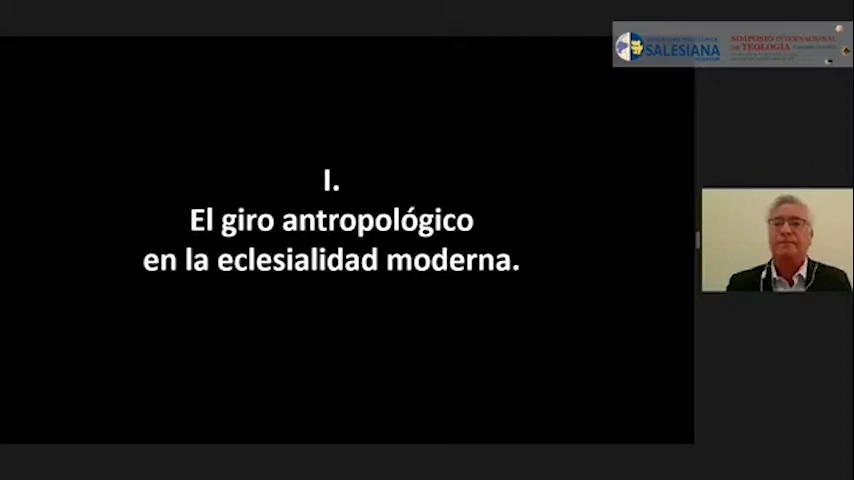 SALESIANA
SIMPOSIO INTERNACIONAL
DE TEOLOGÍA
I.
El giro antropológico
en la eclesialidad moderna.